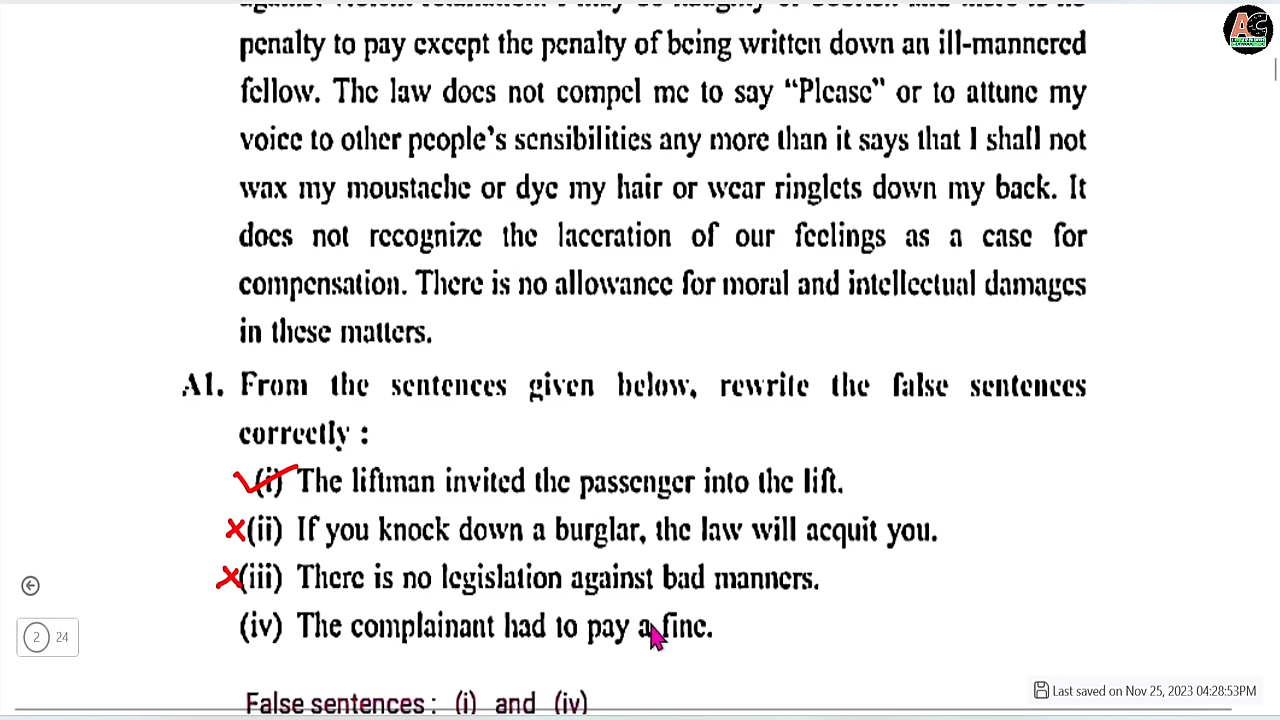 penalty to pay except the penalty of being written down an ill-mannered
fellow. The law does not compel me to say “Please” or to attune my
voice to other people’s sensibilities any more than it says that I shall not
wax my moustache or dye my hair or wear ringlets down my back. It
does not recognize the laceration of our feelings as a case for
compensation. There is no allowance for moral and intellectual damages
in these matters.
A1. From the sentences given below, rewrite the false sentences
correctly :
(i) The liftman invited the passenger into the lift.
(ii) If you knock down a burglar, the law will acquit you.
(iii) There is no legislation against bad manners.
(iv) The complainant had to pay a fine.
2 24
Last saved on Nov 25, 2023 04:28:53PM
False sentences : (i) and (iv)